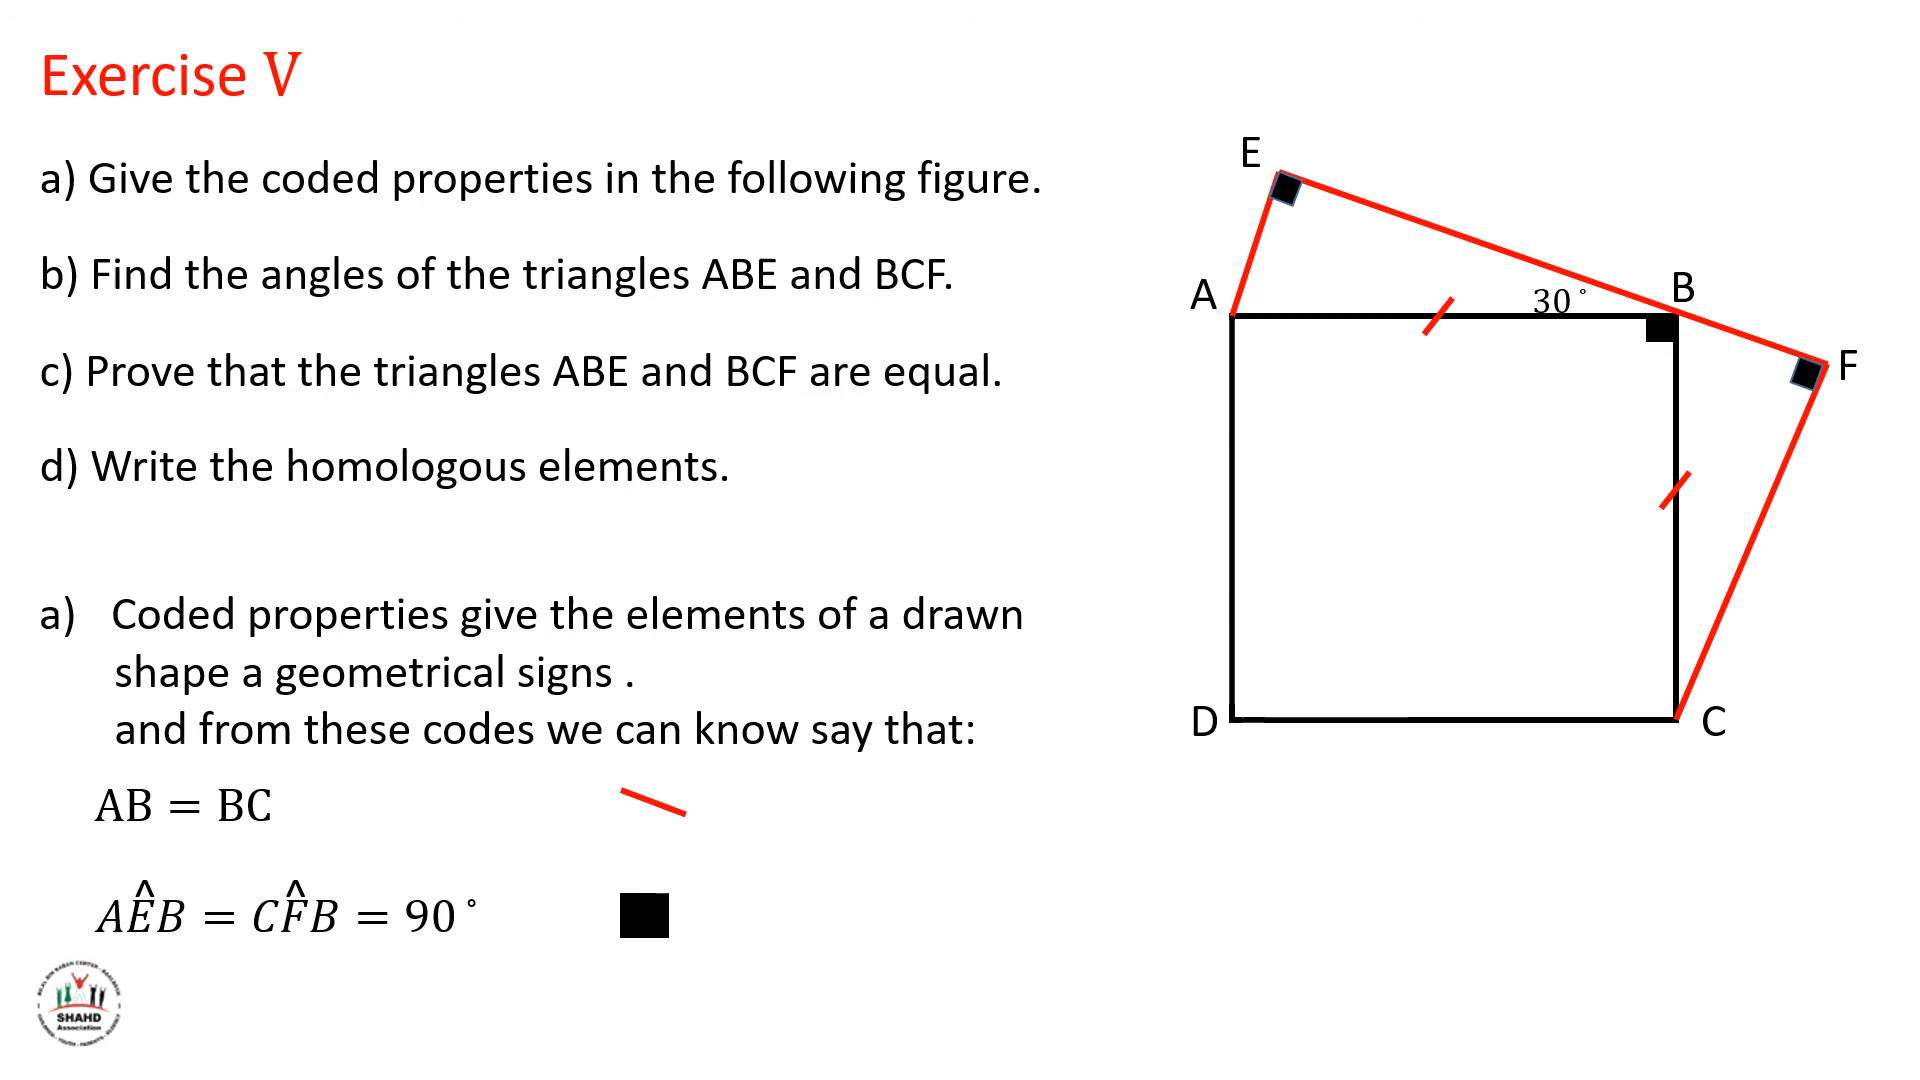 Exercise V
a) Give the coded properties in the following figure.
b) Find the angles of the triangles ABE and BCF.
c) Prove that the triangles ABE and BCF are equal.
d) Write the homologous elements.
a) Coded properties give the elements of a drawn
shape a geometrical signs .
and from these codes we can know say that:
AB = BC
AÊB = CF̂B = 90°
E
A
30°
B
F
D
C
SHAHD
Association